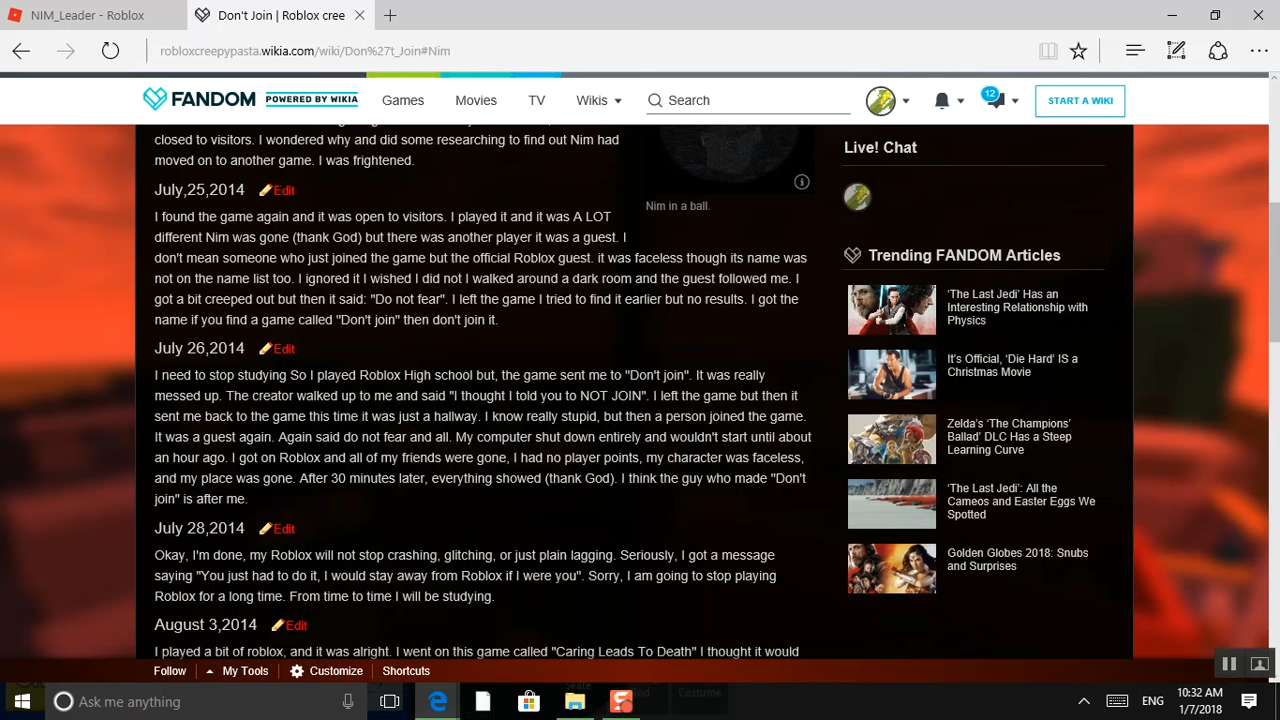 NIM_Leader - Roblox
Don't Join | Roblox cree
robloxcreepypasta.wikia.com/wiki/Don%27t_Join#Nim
FANDOM POWERED BY WIKIA
Games
Movies
TV
Wikis
Search
12
START A WIKI
closed to visitors. I wondered why and did some researching to find out Nim had
moved on to another game. I was frightened.
Nim in a ball.
July,25,2014 Edit
I found the game again and it was open to visitors. I played it and it was A LOT
different Nim was gone (thank God) but there was another player it was a guest. I
don't mean someone who just joined the game but the official Roblox guest. it was faceless though its name was
not on the name list too. I ignored it I wished I did not I walked around a dark room and the guest followed me. I
got a bit creeped out but then it said: "Do not fear". I left the game I tried to find it earlier but no results. I got the
name if you find a game called "Don't join" then don't join it.
July 26,2014 Edit
I need to stop studying So I played Roblox High school but, the game sent me to "Don't join". It was really
messed up. The creator walked up to me and said "I thought I told you to NOT JOIN". I left the game but then it
sent me back to the game this time it was just a hallway. I know really stupid, but then a person joined the game.
It was a guest again. Again said do not fear and all. My computer shut down entirely and wouldn't start until about
an hour ago. I got on Roblox and all of my friends were gone, I had no player points, my character was faceless,
and my place was gone. After 30 minutes later, everything showed (thank God). I think the guy who made "Don't
join" is after me.
July 28,2014 Edit
Okay, I'm done, my Roblox will not stop crashing, glitching, or just plain lagging. Seriously, I got a message
saying "You just had to do it, I would stay away from Roblox if I were you". Sorry, I am going to stop playing
Roblox for a long time. From time to time I will be studying.
August 3,2014 Edit
I played a bit of roblox, and it was alright. I went on this game called "Caring Leads To Death" I thought it would
Live! Chat
Trending FANDOM Articles
'The Last Jedi' Has an
Interesting Relationship with
Physics
It's Official, 'Die Hard' IS a
Christmas Movie
Zelda's 'The Champions'
Ballad' DLC Has a Steep
Learning Curve
'The Last Jedi': All the
Cameos and Easter Eggs We
Spotted
Golden Globes 2018: Snubs
and Surprises
Follow
My Tools
Customize
Shortcuts
Ask me anything
ENG
10:32 AM
1/7/2018